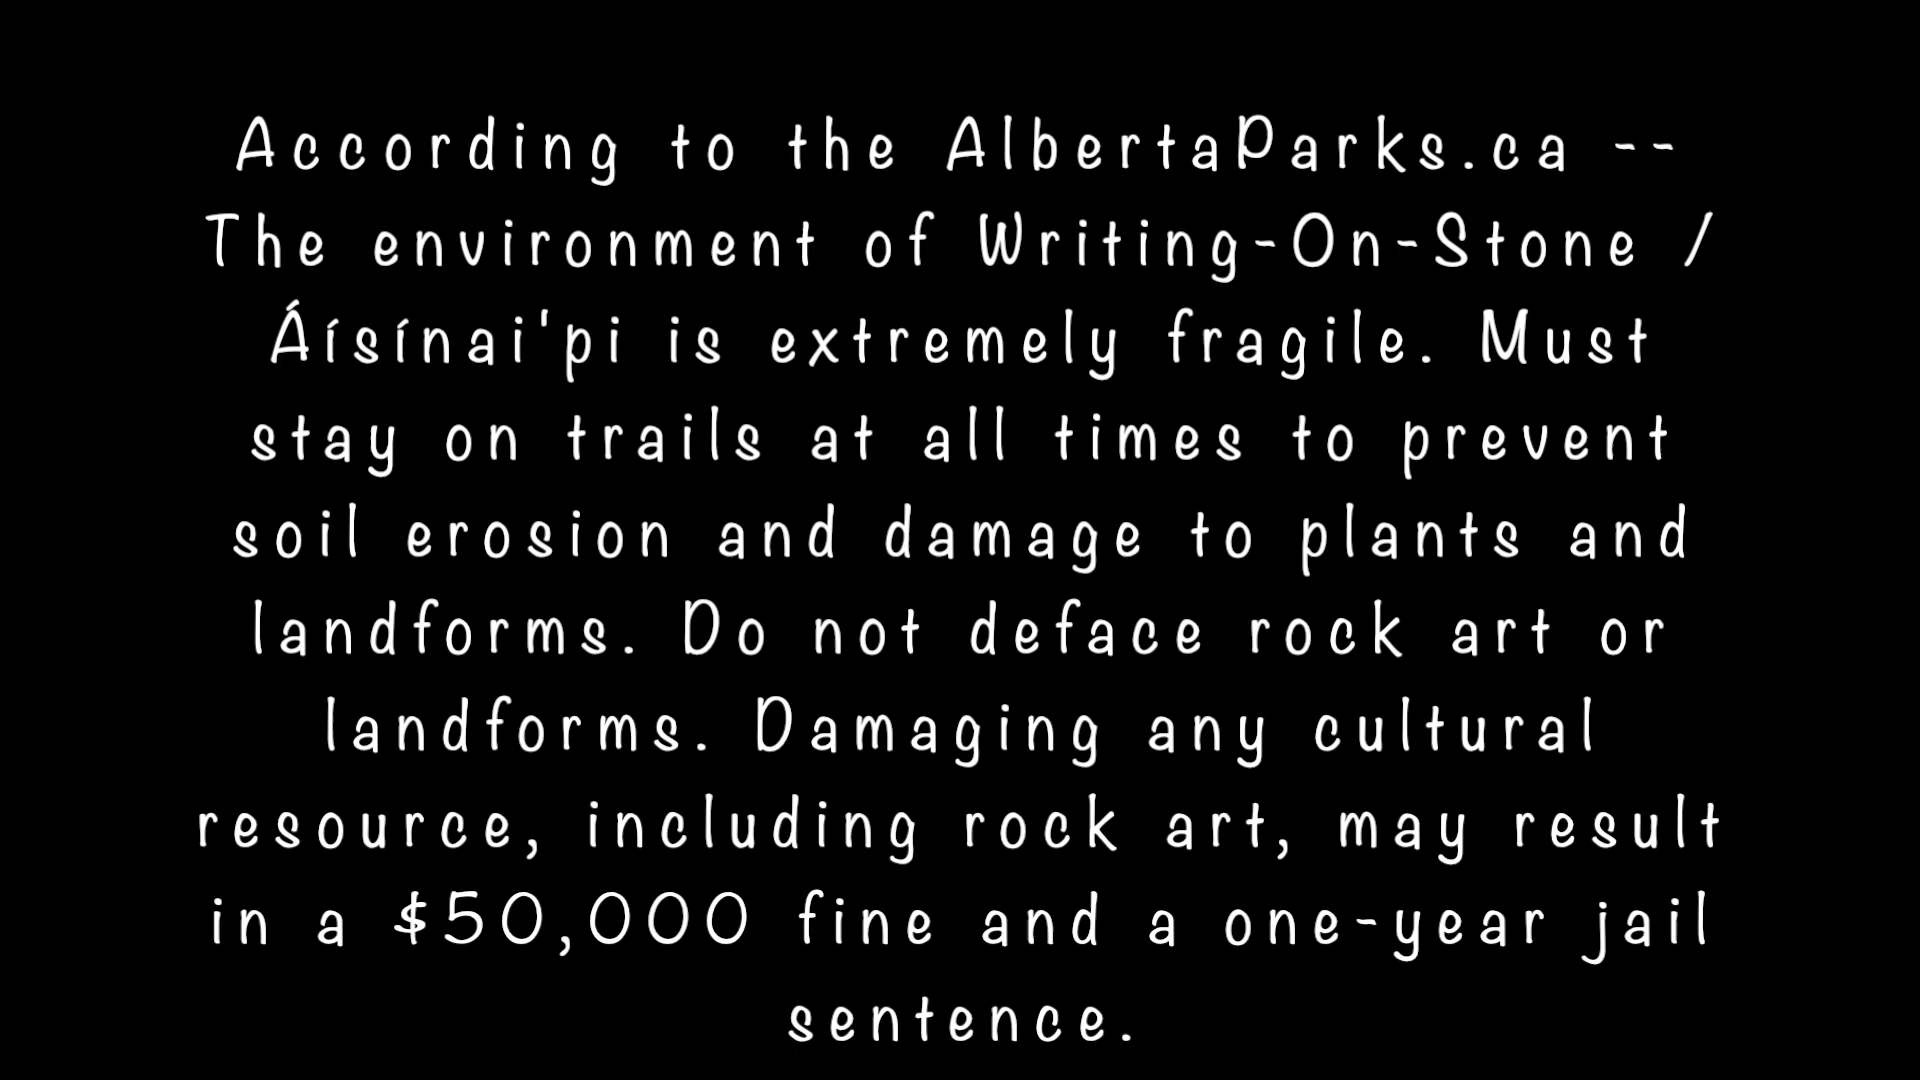 According to the AlbertaParks.ca --
The environment of Writing-On-Stone /
Áísínai'pi is extremely fragile. Must
stay on trails at all times to prevent
soil erosion and damage to plants and
landforms. Do not deface rock art or
landforms. Damaging any cultural
resource, including rock art, may result
in a $50,000 fine and a one-year jail
sentence.